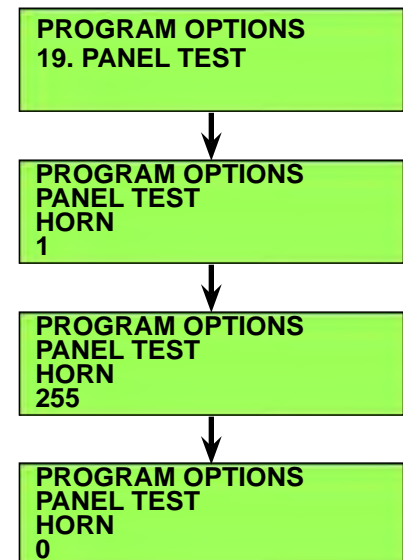 PROGRAM OPTIONS
19. PANEL TEST
PROGRAM OPTIONS
PANEL TEST
HORN
1
PROGRAM OPTIONS
PANEL TEST
HORN
255
PROGRAM OPTIONS
PANEL TEST
HORN
0